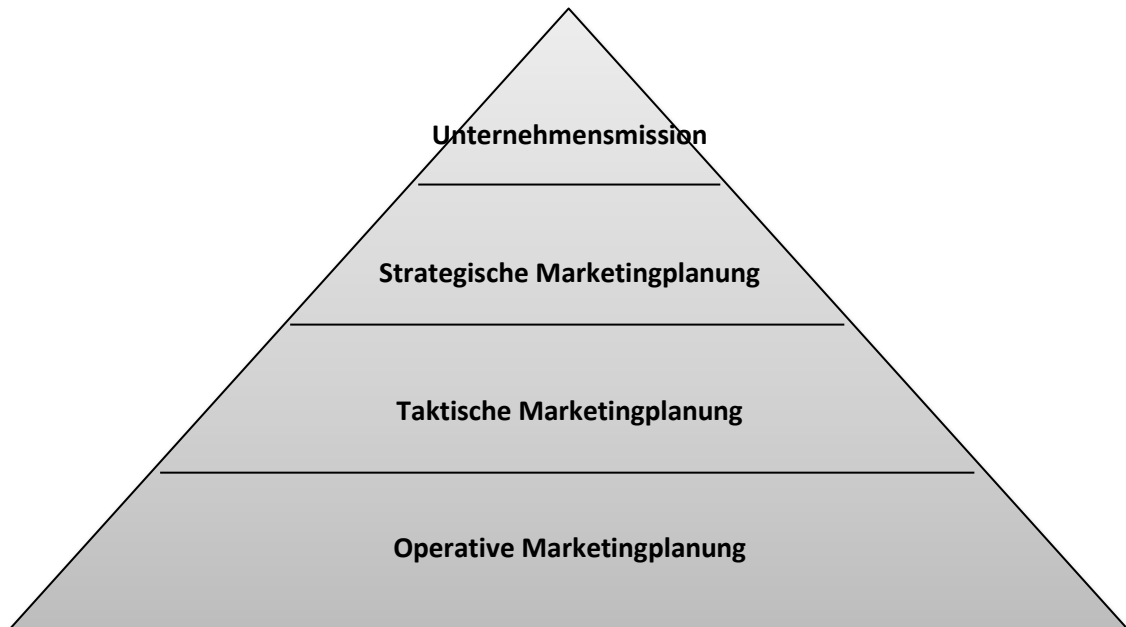 Unternehmensmission
Strategische Marketingplanung
Taktische Marketingplanung
Operative Marketingplanung